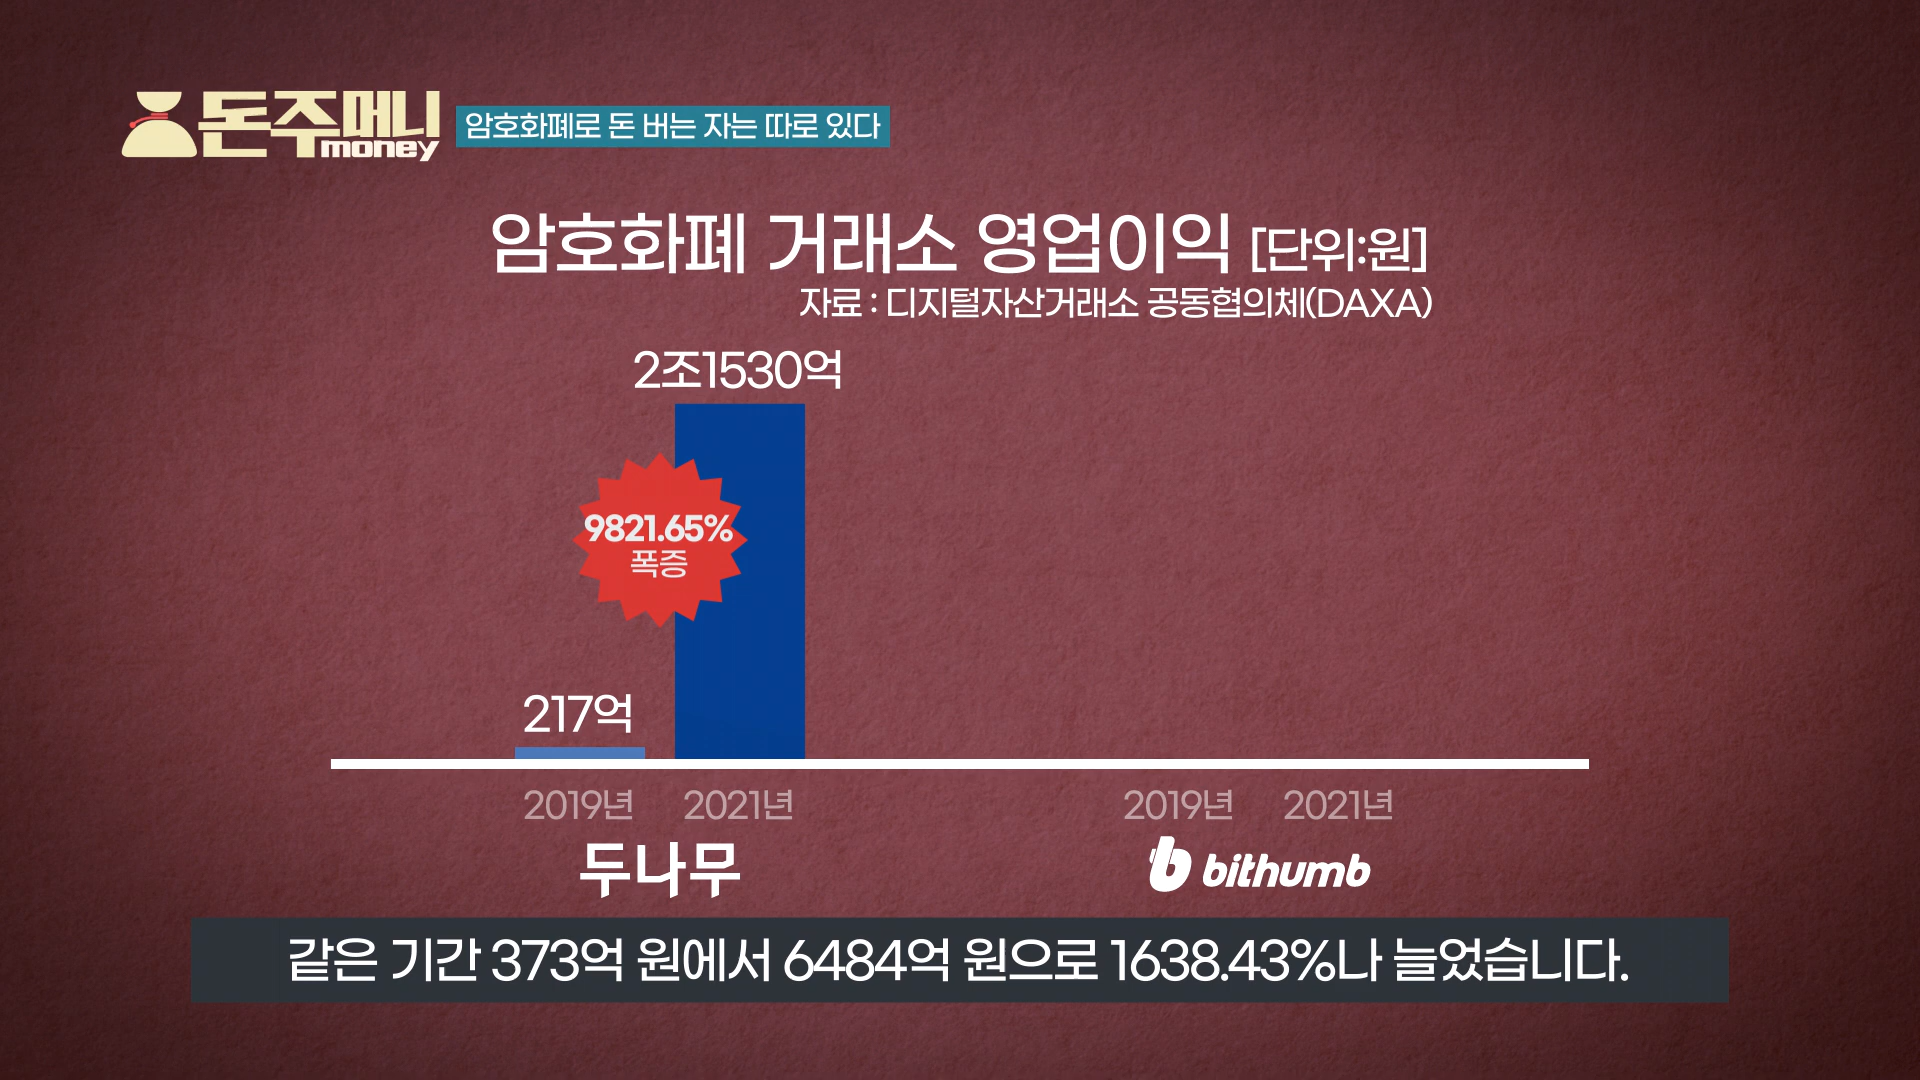 돈주머니
money
암호화폐로 돈 버는 자는 따로 있다
암호화폐 거래소 영업이익 [단위:원]
자료 : 디지털자산거래소 공동협의체(DAXA)
2조1530억
9821.65%
폭증
217억
2019년 2021년 2019년 2021년
두나무 bithumb
같은 기간 373억 원에서 6484억 원으로 1638.43%나 늘었습니다.